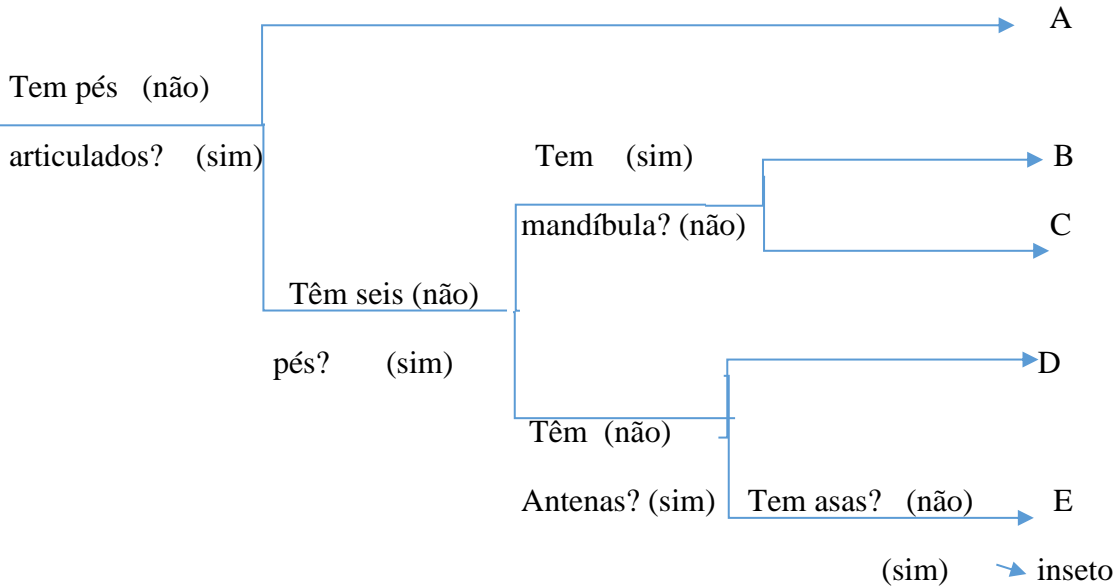 A
Tem pés (não)
articulados? (sim)
Tem (sim)
B
mandíbula? (não)
C
Têm seis (não)
pés? (sim)
D
Têm (não)
Antenas? (sim)
Tem asas? (não)
E
(sim)
inseto